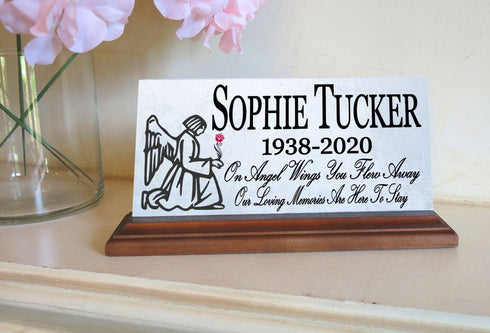 SOPHIE TUCKER
1938-2020
On Angel Wings You Flew Away
Our Loving Memories Are Here To Stay